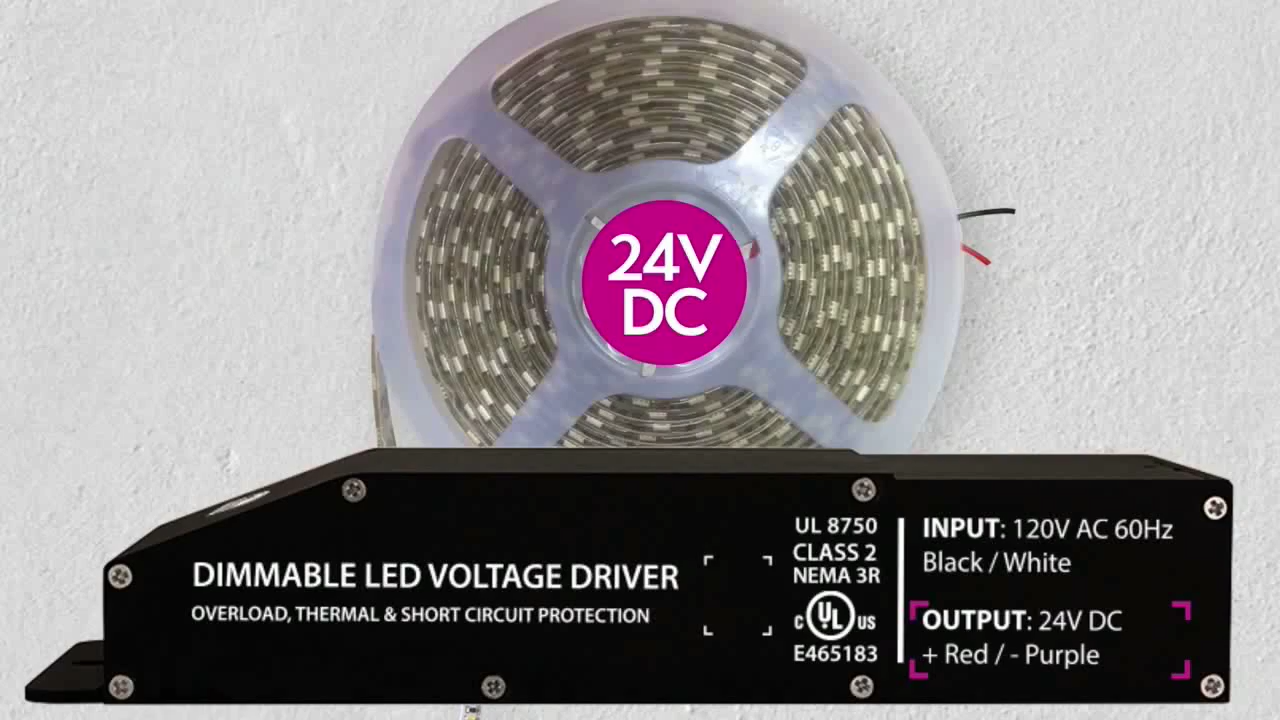 24V
DC
DIMMABLE LED VOLTAGE DRIVER
OVERLOAD, THERMAL & SHORT CIRCUIT PROTECTION
UL 8750
CLASS 2
NEMA 3R
C UL US
E465183
INPUT: 120V AC 60Hz
Black / White
OUTPUT: 24V DC
+ Red / - Purple